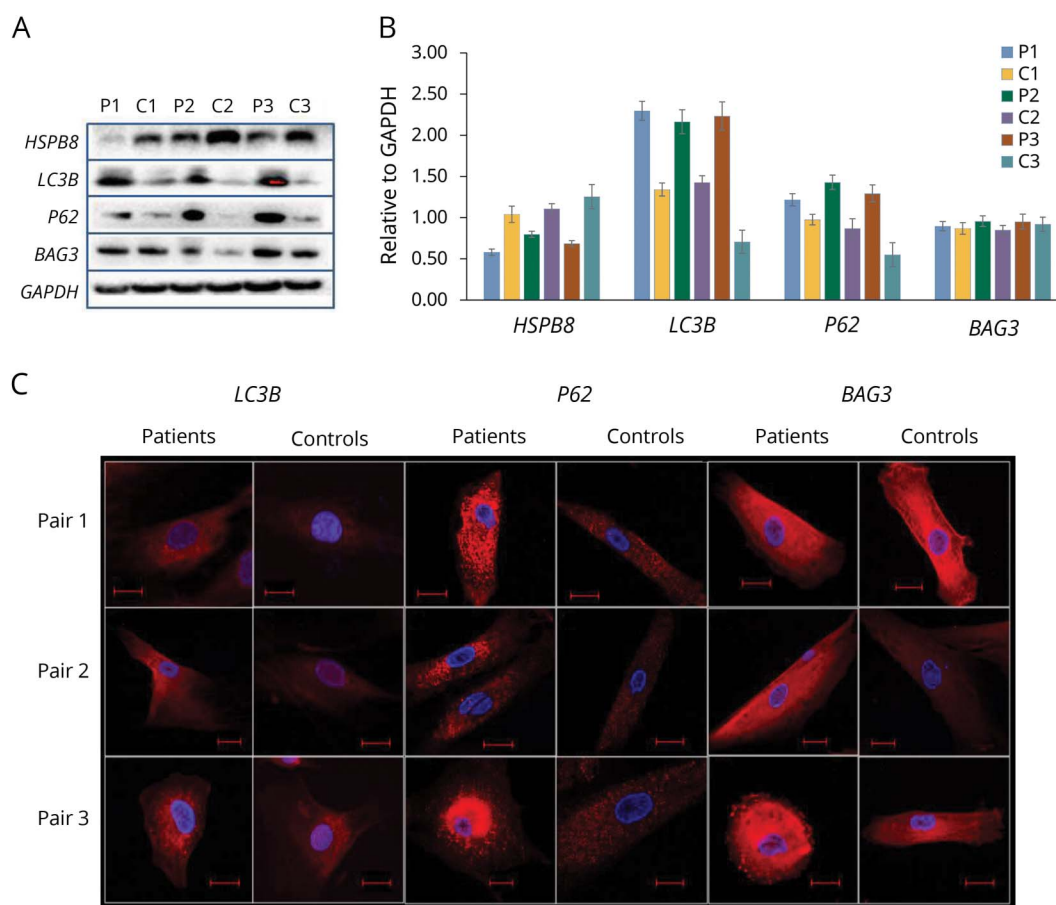 A
P1 C1 P2 C2 P3 C3
HSPB8
LC3B
P62
BAG3
GAPDH
B
Relative to GAPDH
3.00
2.50
2.00
1.50
1.00
0.50
0.00
HSPB8 LC3B P62 BAG3
P1
C1
P2
C2
P3
C3
C
LC3B P62 BAG3
Patients Controls Patients Controls Patients Controls
Pair 1
Pair 2
Pair 3